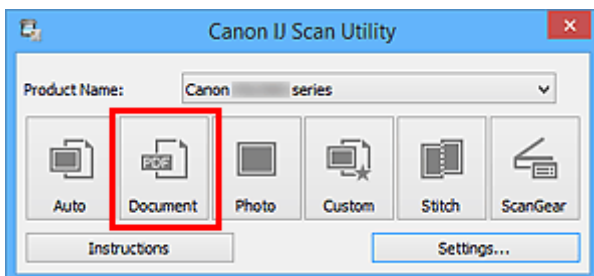 Canon IJ Scan Utility
Product Name: Canon series
PDF
Auto Document Photo Custom Stitch ScanGear
Instructions Settings...